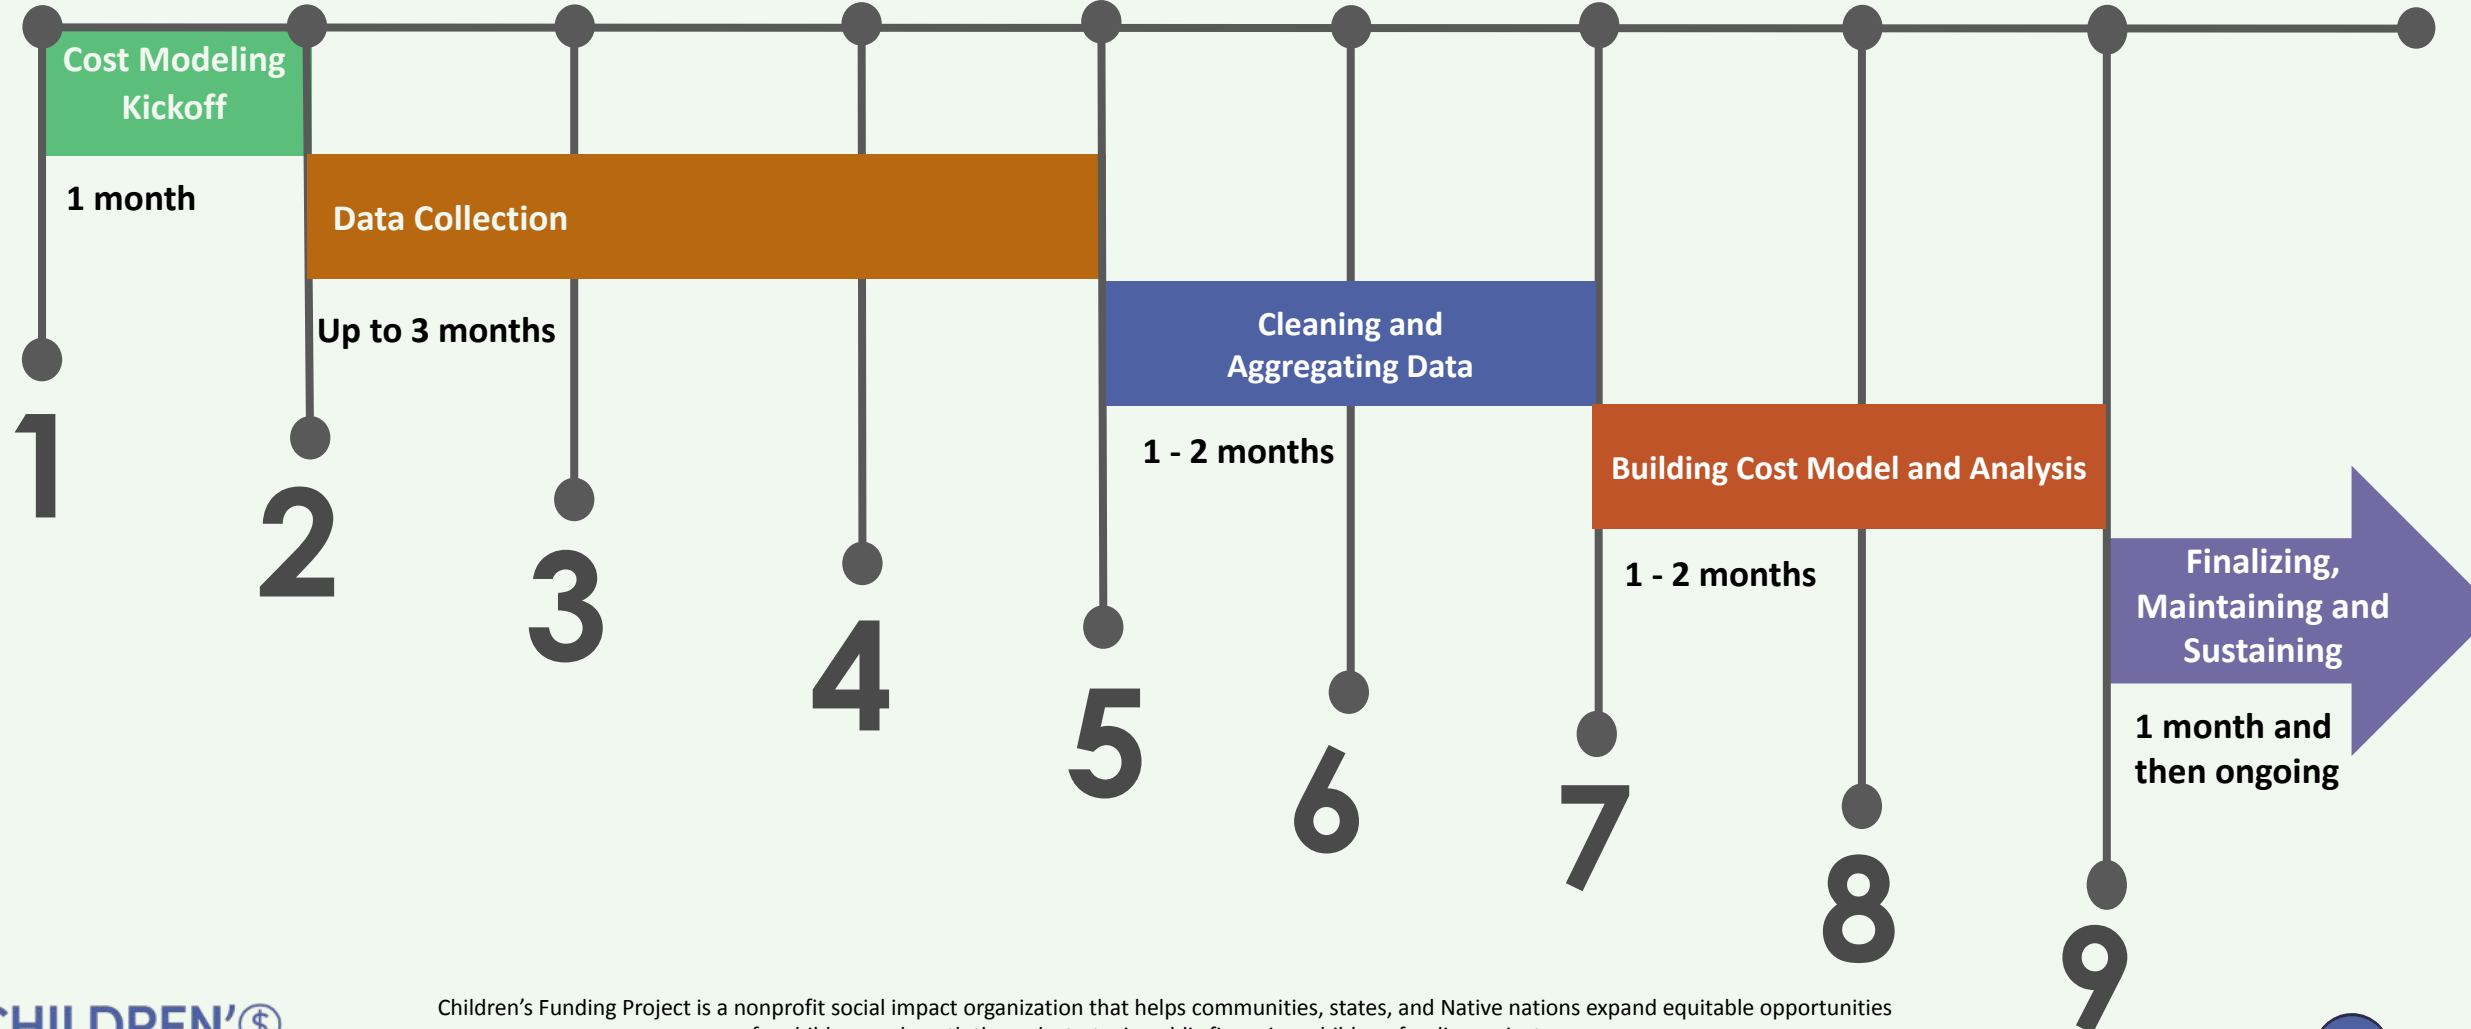 Cost Modeling
Kickoff
1 month
Data Collection
Up to 3 months
Cleaning and
Aggregating Data
1 - 2 months
Building Cost Model and Analysis
1 - 2 months
Finalizing,
Maintaining and
Sustaining
1 month and
then ongoing
1
2
3
4
5
6
7
8
9
CHILDREN'$
Children's Funding Project is a nonprofit social impact organization that helps communities, states, and Native nations expand equitable opportunities